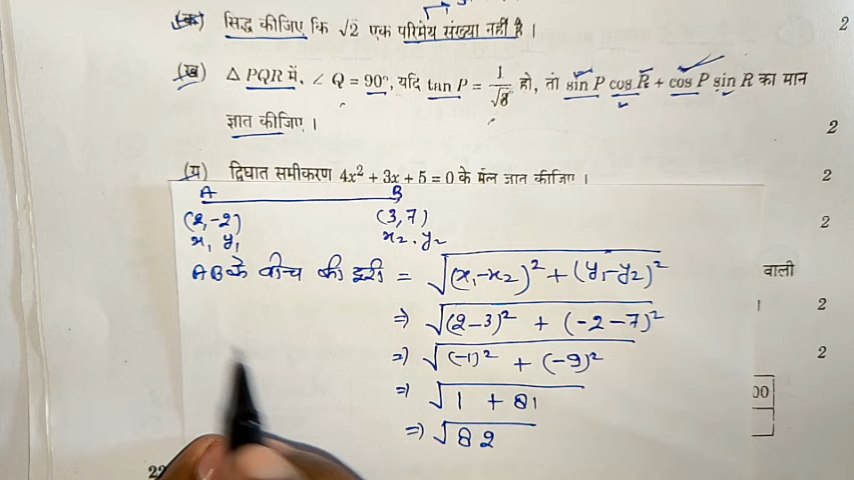 (क) सिद्ध कीजिए कि √2 एक परिमेय संख्या नहीं है । 2
(ख) △ PQR में, ∠ Q = 90°, यदि tan P = 1/√8 हो, तो sin P cos R + cos P sin R का मान
ज्ञात कीजिए । 2
(य) द्विघात समीकरण 4x² + 3x + 5 = 0 के मूल ज्ञात कीजिए । 2
A B
(2,-2) (3,7) 2
x₁ y₁ x₂. y₂
AB के बीच की दूरी = √(x₁-x₂)² + (y₁-y₂)² वाली
⇒ √(2-3)² + (-2-7)² 2
⇒ √(-1)² + (-9)² 2
⇒ √1 + 81 00
⇒ √82
22